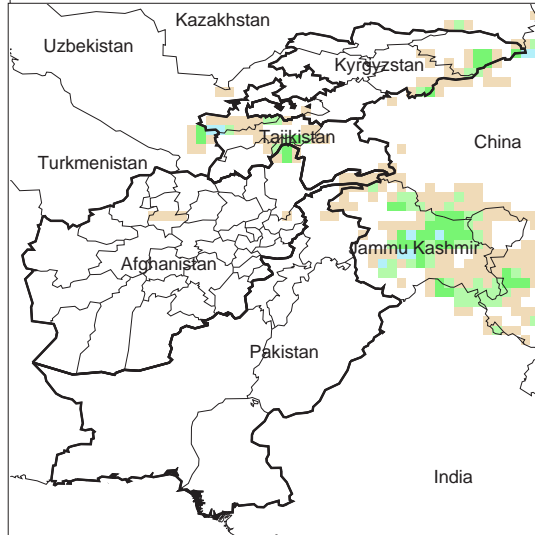 Kazakhstan
Uzbekistan
Kyrgyzstan
Tajikistan
China
Turkmenistan
Jammu Kashmir
Afghanistan
Pakistan
India